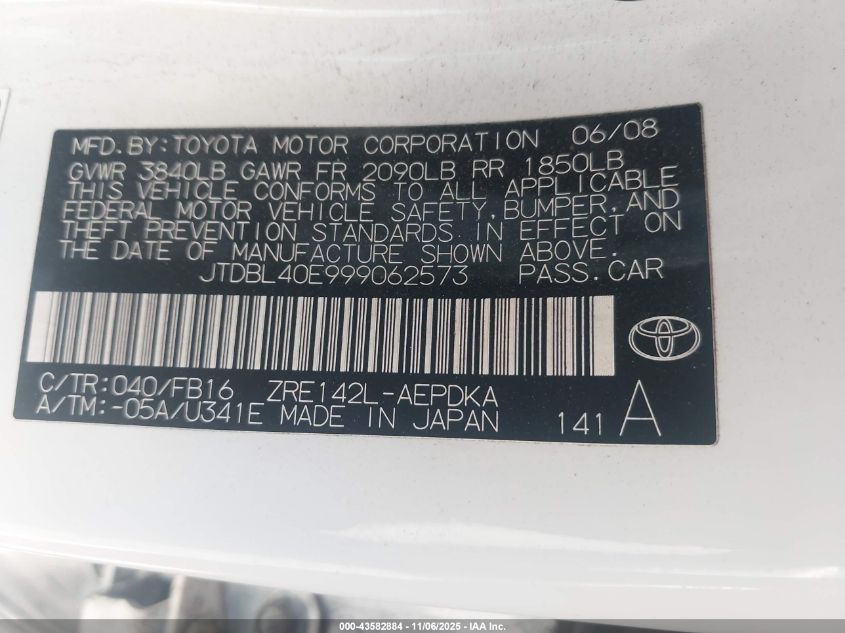 MFD.BY:TOYOTA MOTOR CORPORATION 06/08
GVWR 3840LB GAWR FR 2090LB RR 1850LB
THIS VEHICLE CONFORMS TO ALL APPLICABLE
FEDERAL MOTOR VEHICLE SAFETY,BUMPER,AND
THEFT PREVENTION STANDARDS IN EFFECT ON
THE DATE OF MANUFACTURE SHOWN ABOVE.
JTDBL40E999062573 PASS.CAR
C/TR:040/FB16 ZRE142L-AEPDKA
A/TM:-05A/U341E MADE IN JAPAN 141 A
000-43582884 - 11/06/2025 - IAA Inc.